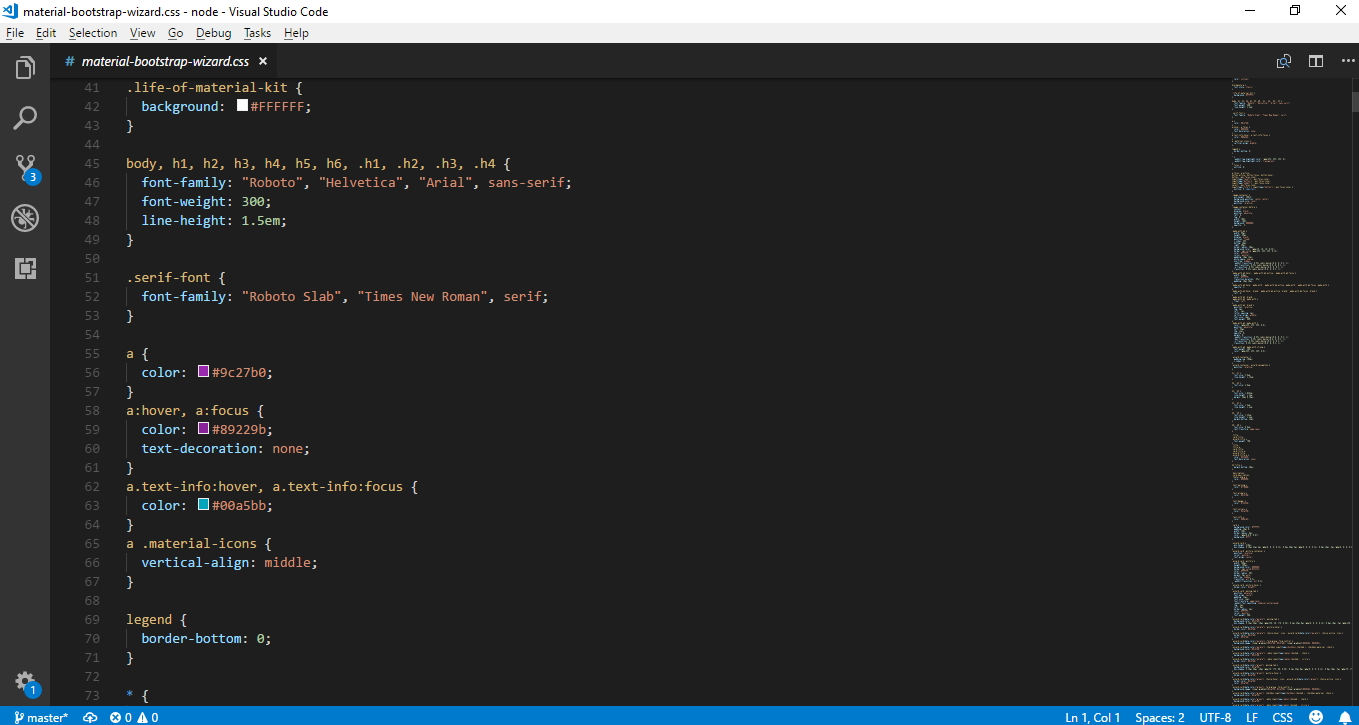 material-bootstrap-wizard.css - node - Visual Studio Code
File Edit Selection View Go Debug Tasks Help
# material-bootstrap-wizard.css ×
41 .life-of-material-kit {
42 background: #FFFFFF;
43 }
44
45 body, h1, h2, h3, h4, h5, h6, .h1, .h2, .h3, .h4 {
46 font-family: "Roboto", "Helvetica", "Arial", sans-serif;
47 font-weight: 300;
48 line-height: 1.5em;
49 }
50
51 .serif-font {
52 font-family: "Roboto Slab", "Times New Roman", serif;
53 }
54
55 a {
56 color: #9c27b0;
57 }
58 a:hover, a:focus {
59 color: #89229b;
60 text-decoration: none;
61 }
62 a.text-info:hover, a.text-info:focus {
63 color: #00a5bb;
64 }
65 a .material-icons {
66 vertical-align: middle;
67 }
68
69 legend {
70 border-bottom: 0;
71 }
72
73 * {
3
1
master* 0 0 Ln 1, Col 1 Spaces: 2 UTF-8 LF CSS